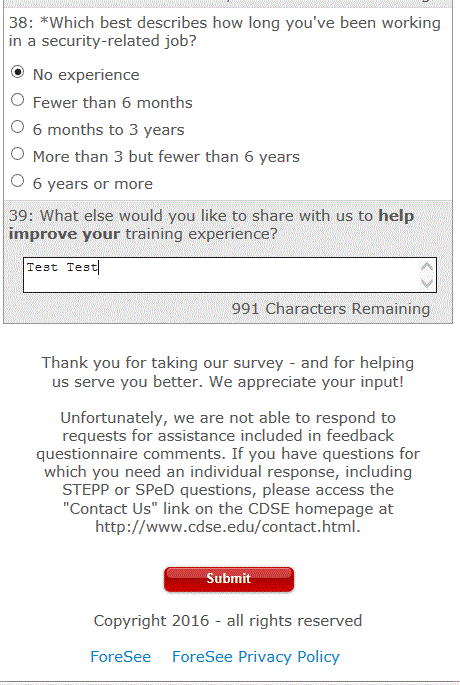 38: *Which best describes how long you've been working
in a security-related job?
No experience
Fewer than 6 months
6 months to 3 years
More than 3 but fewer than 6 years
6 years or more
39: What else would you like to share with us to help
improve your training experience?
Test Test
991 Characters Remaining
Thank you for taking our survey - and for helping
us serve you better. We appreciate your input!
Unfortunately, we are not able to respond to
requests for assistance included in feedback
questionnaire comments. If you have questions for
which you need an individual response, including
STEPP or SPeD questions, please access the
"Contact Us" link on the CDSE homepage at
http://www.cdse.edu/contact.html.
Submit
Copyright 2016 - all rights reserved
ForeSee ForeSee Privacy Policy